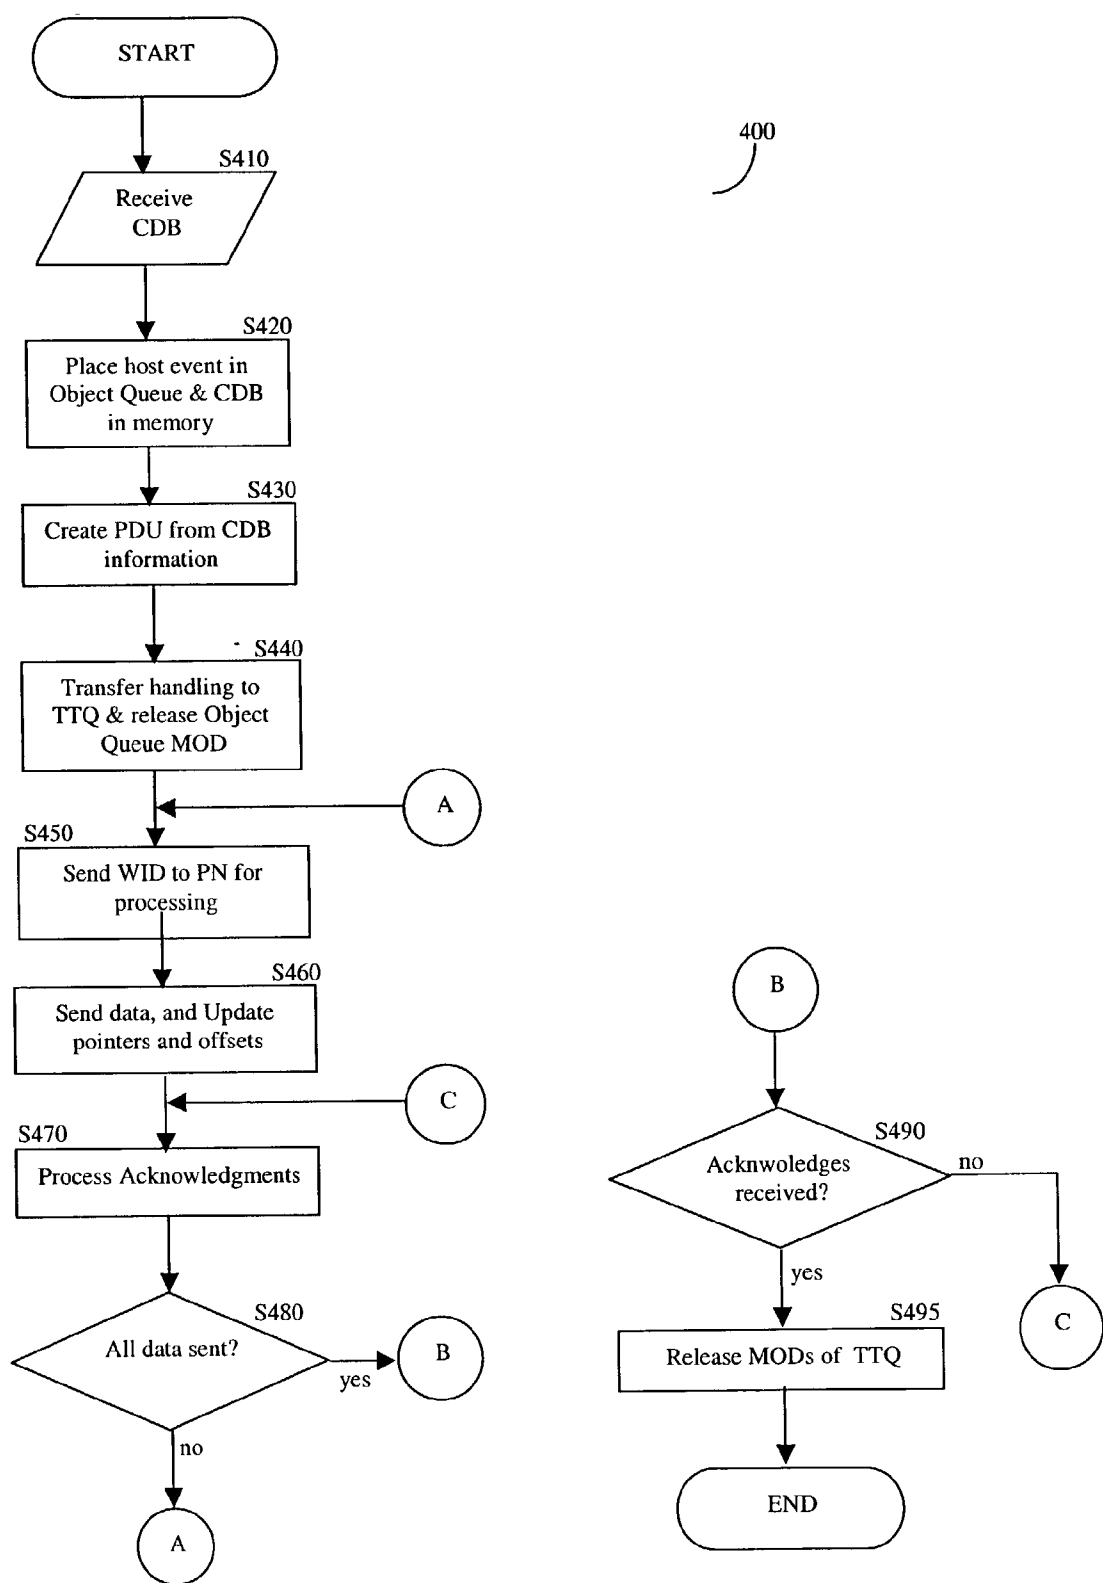 START
400
S410
Receive
CDB
S420
Place host event in
Object Queue & CDB
in memory
S430
Create PDU from CDB
information
S440
Transfer handling to
TTQ & release Object
Queue MOD
A
S450
Send WID to PN for
processing
S460
Send data, and Update
pointers and offsets
C
S470
Process Acknowledgments
S480
All data sent?
yes
B
no
A
B
S490
Acknwoledges
received?
no
yes
C
S495
Release MODs of TTQ
END